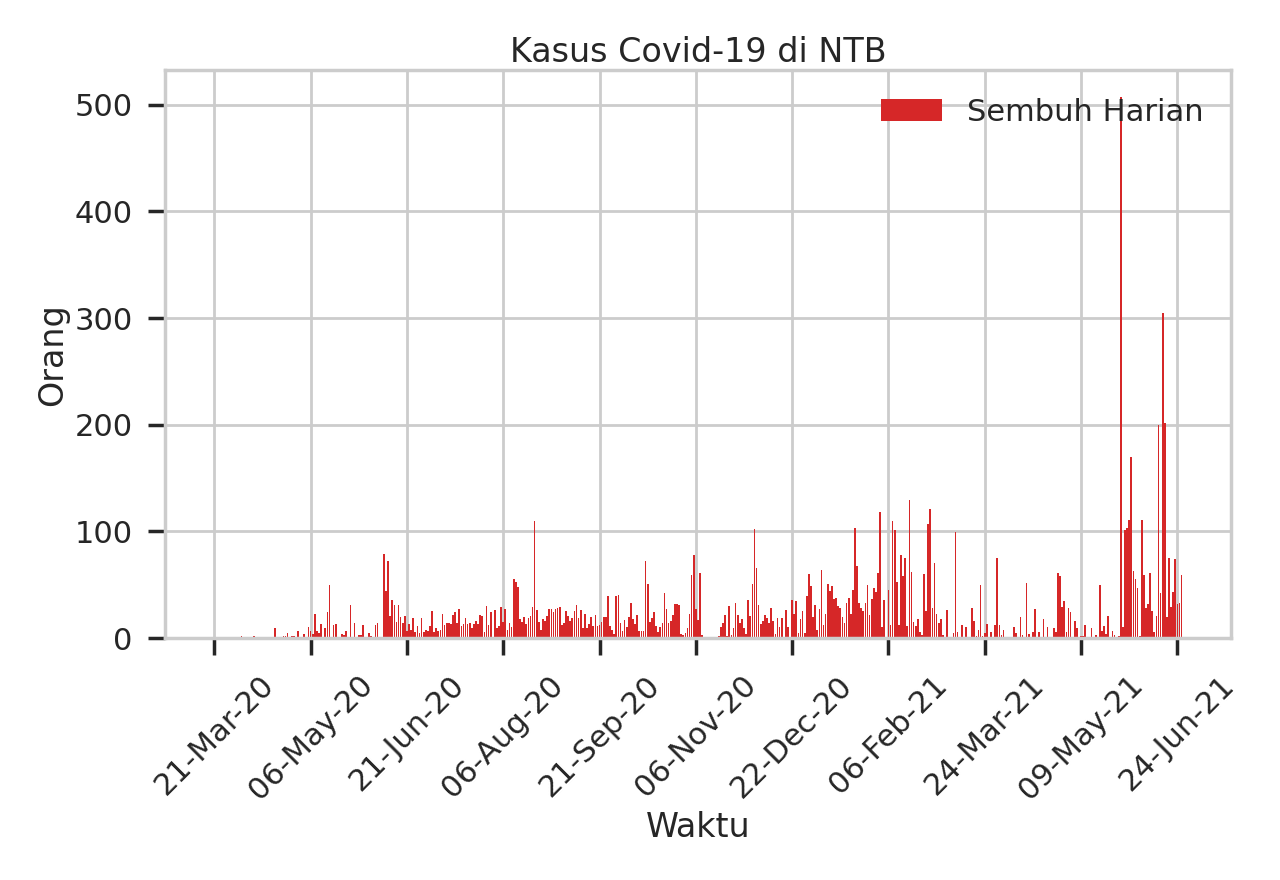 Kasus Covid-19 di NTB
Sembuh Harian
Orang
500
400
300
200
100
0
21-Mar-20
06-May-20
21-Jun-20
06-Aug-20
21-Sep-20
06-Nov-20
22-Dec-20
06-Feb-21
24-Mar-21
09-May-21
24-Jun-21
Waktu